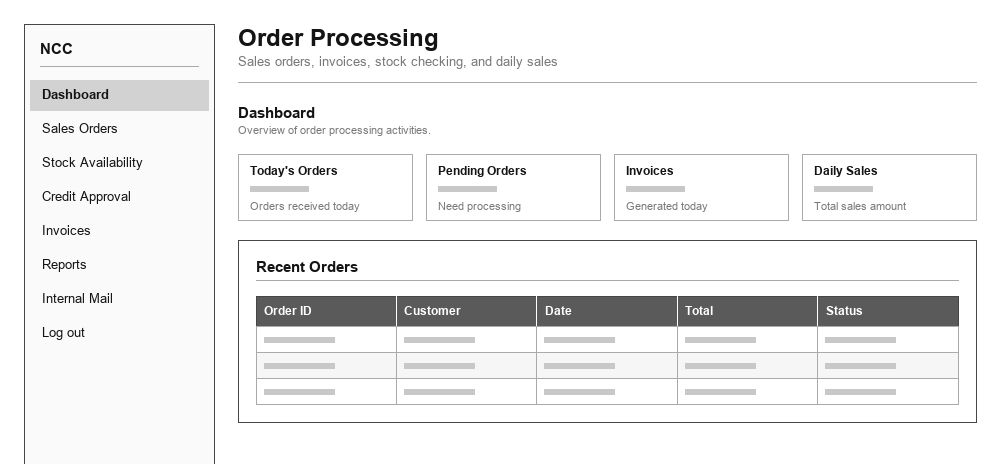 NCC
Dashboard
Sales Orders
Stock Availability
Credit Approval
Invoices
Reports
Internal Mail
Log out
Order Processing
Sales orders, invoices, stock checking, and daily sales
Dashboard
Overview of order processing activities.
Today's Orders
Orders received today
Pending Orders
Need processing
Invoices
Generated today
Daily Sales
Total sales amount
Recent Orders
Order ID Customer Date Total Status